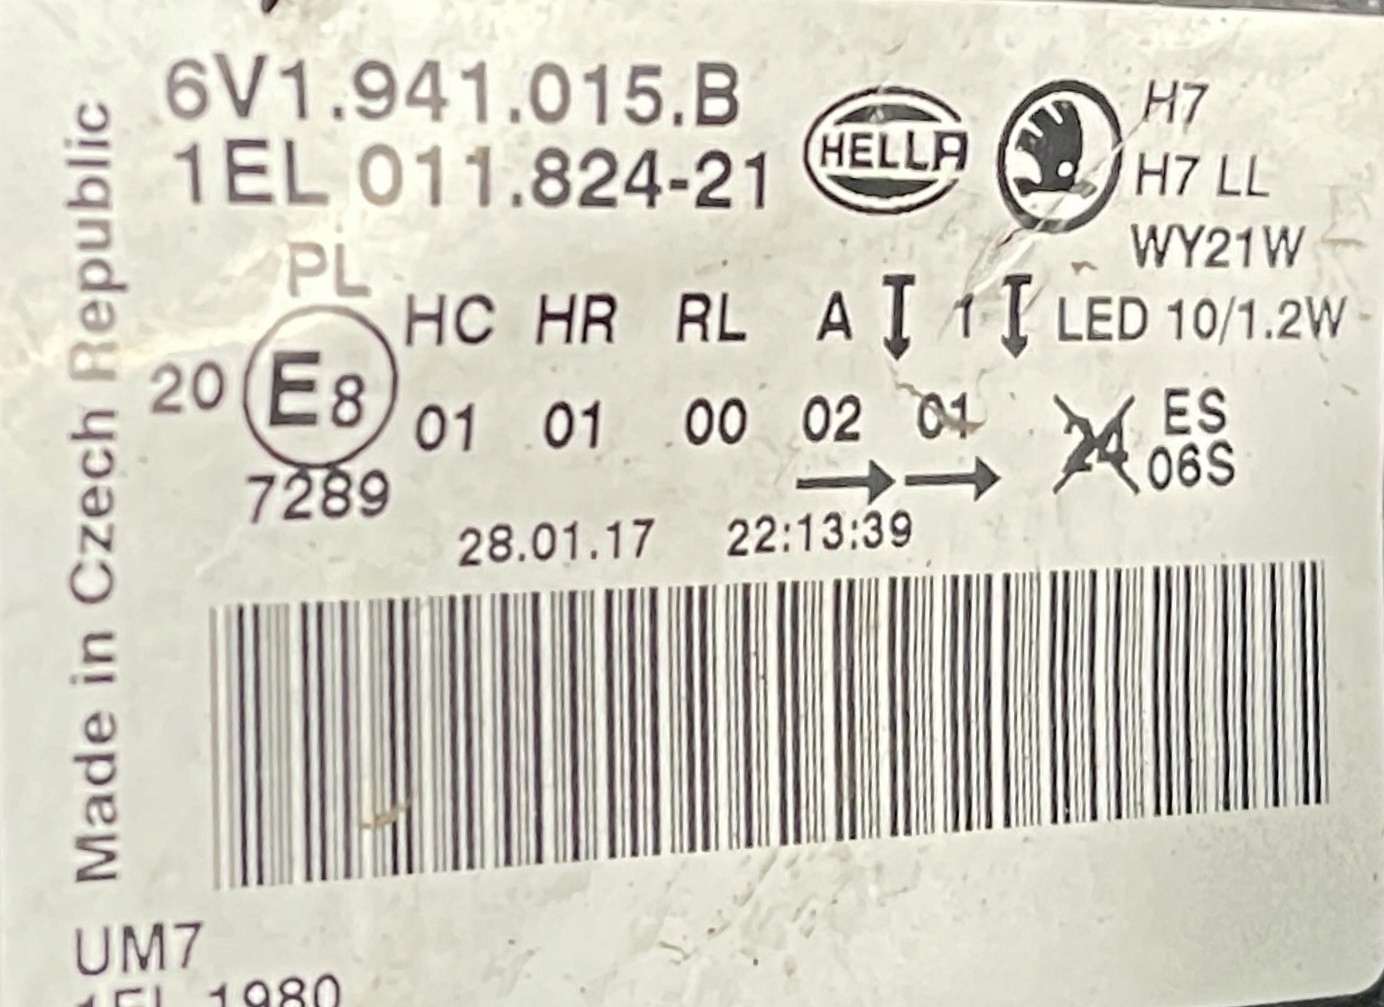 Made in Czech Republic
6V1.941.015.B
1EL 011.824-21
HELLA
H7
H7 LL
WY21W
LED 10/1.2W
PL
HC HR RL A 1
20 E8 01 01 00 02 01
7289
24 ES
06S
28.01.17 22:13:39
UM7
1EL 1980